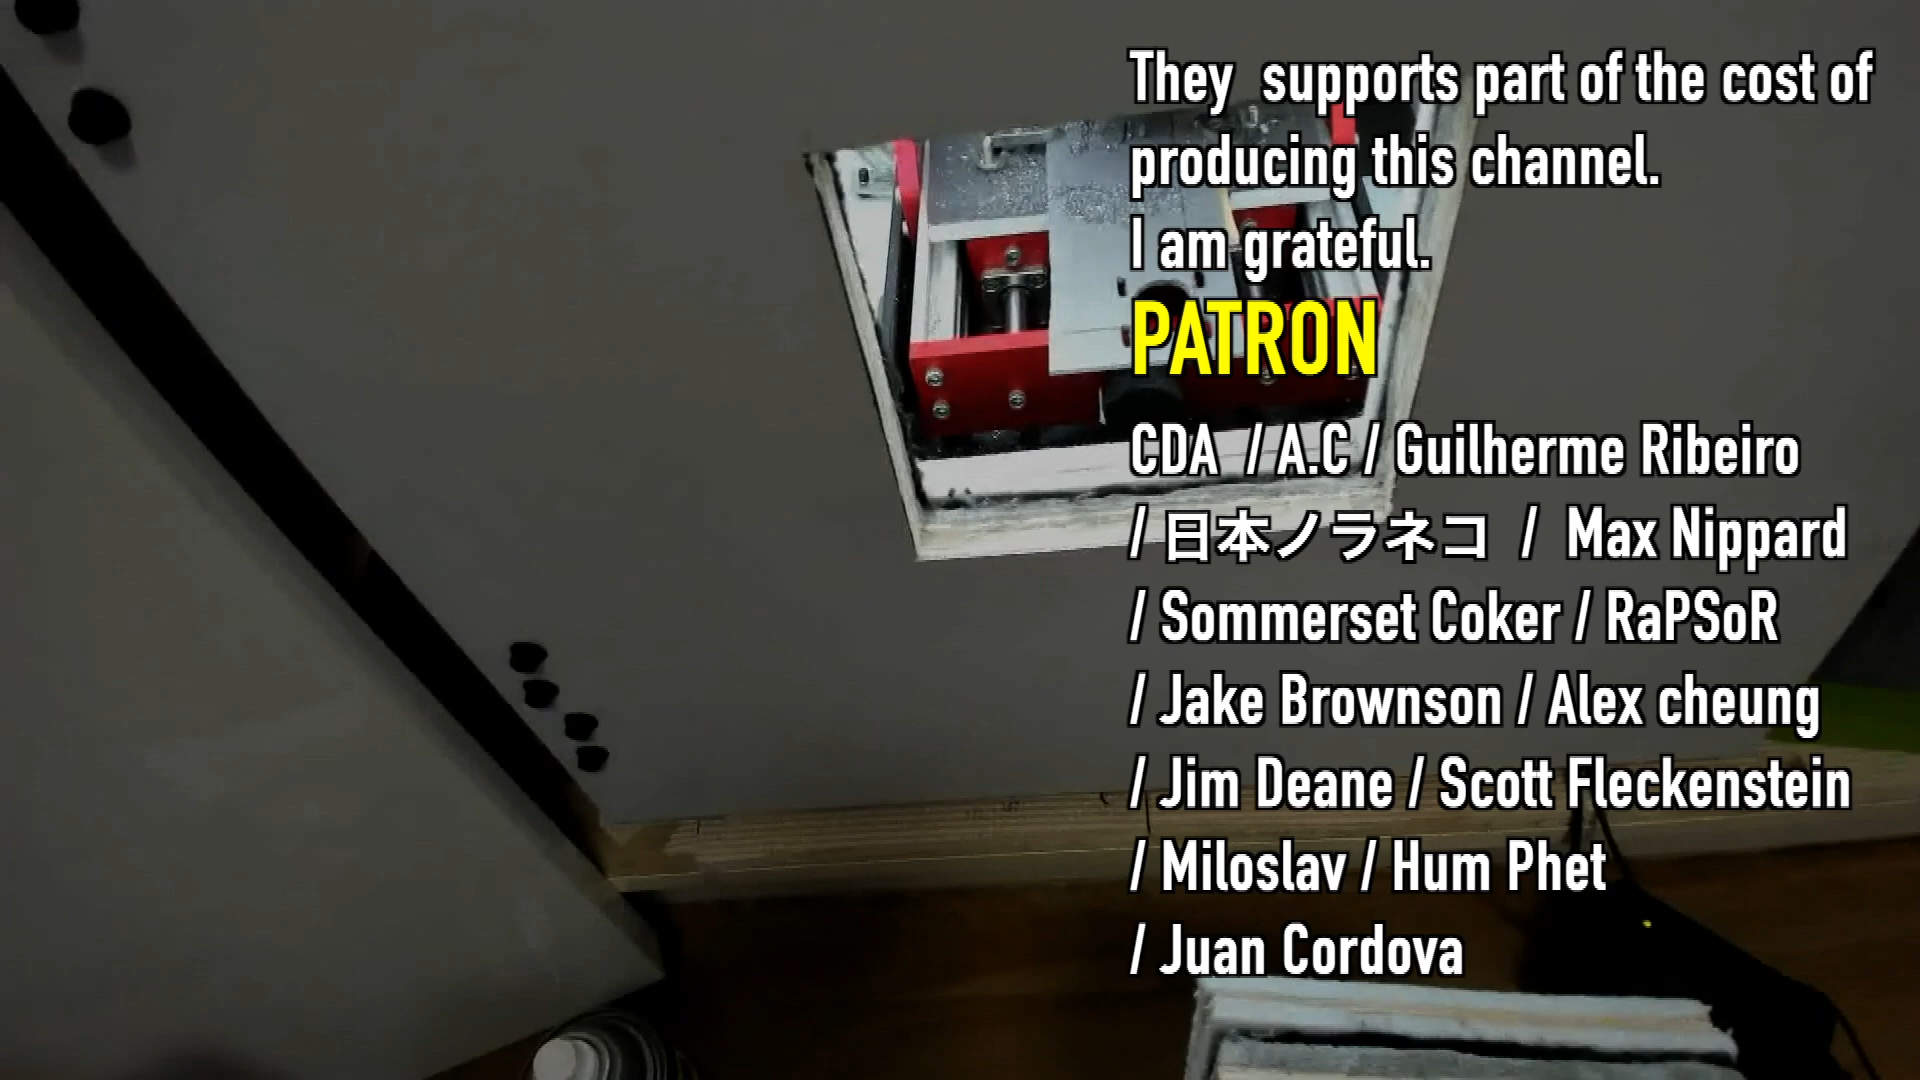 They  supports part of the cost of
producing this channel.
I am grateful.
PATRON
CDA  / A.C / Guilherme Ribeiro
/ 日本ノラネコ  /  Max Nippard
/ Sommerset Coker / RaPSoR
/ Jake Brownson / Alex cheung
/ Jim Deane / Scott Fleckenstein
/ Miloslav / Hum Phet
/ Juan Cordova